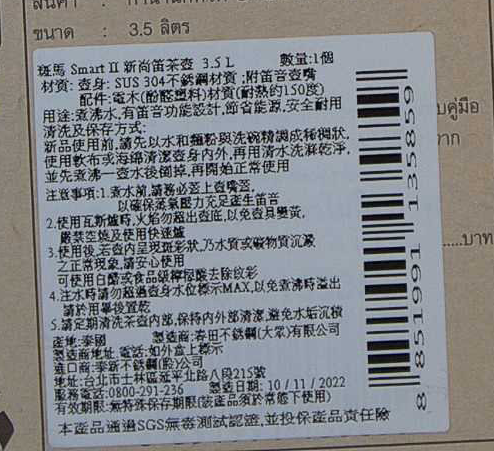 ขนาด : 3.5 ลิตร
斑馬 Smart II 新尚笛茶壺 3.5 L 數量:1個
材質: 壺身: SUS 304不銹鋼材質 ;附笛音壺嘴
配件:電木(酚醛塑料)材質(耐熱約150度)
用途:煮沸水,有笛音功能設計,節省能源,安全耐用
清洗及保存方式:
新品使用前,請先以水和麵粉與洗碗精調成稀稠狀,
使用軟布或海綿清潔壺身內外,再用清水洗滌乾淨,
並先煮沸一壺水後倒掉,再開始正常使用
注意事項:1.煮水前,請務必蓋上壺嘴蓋,
以確保蒸氣壓力充足產生笛音
2.使用瓦斯爐時,火焰勿超出壺底,以免壺具變黃,
嚴禁空燒及使用快速爐
3.使用後,若壺內呈現斑彩狀,乃水質或礦物質沉澱
之正常現象,請安心使用
可使用白醋或食品級檸檬酸去除紋彩
4.注水時請勿超過壺身水位標示MAX,以免煮沸時溢出
請於用畢後置乾
5.請定期清洗茶壺內部,保持內外部清潔,避免水垢沉積
產地:泰國 製造商:春田不銹鋼(大眾)有限公司
製造商地址 電話:如外盒上標示
進口商:泰新不銹鋼(股)公司
地址:台北市士林區延平北路八段215號
服務電話:0800-291-236 製造日期: 10 / 11 / 2022
有效期限:無特殊保存期限(該產品須於常態下使用)
本產品通過SGS無毒測試認證,並投保產品責任險
8 851991 135859
คู่มือ
บาท